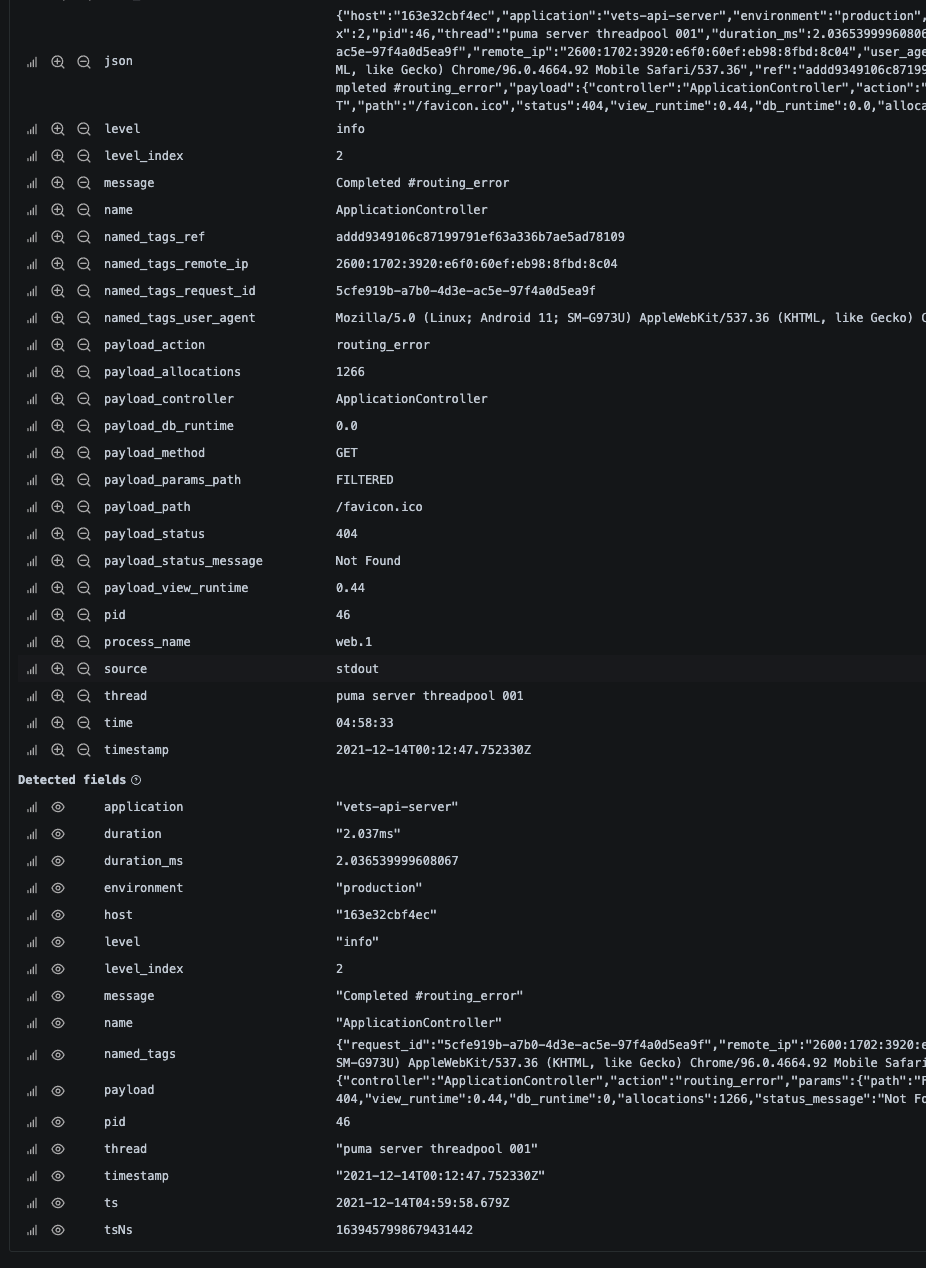 {"host":"163e32cbf4ec","application":"vets-api-server","environment":"production",
x":2,"pid":46,"thread":"puma server threadpool 001","duration_ms":2.0365399996080
ac5e-97f4a0d5ea9f","remote_ip":"2600:1702:3920:e6f0:60ef:eb98:8fbd:8c04","user_age
json
ML, like Gecko) Chrome/96.0.4664.92 Mobile Safari/537.36","ref":"addd9349106c87199
mpleted #routing_error","payload":{"controller":"ApplicationController","action":"
T","path":"/favicon.ico","status":404,"view_runtime":0.44,"db_runtime":0.0,"alloca
level info
level_index 2
message Completed #routing_error
name ApplicationController
named_tags_ref addd9349106c87199791ef63a336b7ae5ad78109
named_tags_remote_ip 2600:1702:3920:e6f0:60ef:eb98:8fbd:8c04
named_tags_request_id 5cfe919b-a7b0-4d3e-ac5e-97f4a0d5ea9f
named_tags_user_agent Mozilla/5.0 (Linux; Android 11; SM-G973U) AppleWebKit/537.36 (KHTML, like Gecko) C
payload_action routing_error
payload_allocations 1266
payload_controller ApplicationController
payload_db_runtime 0.0
payload_method GET
payload_params_path FILTERED
payload_path /favicon.ico
payload_status 404
payload_status_message Not Found
payload_view_runtime 0.44
pid 46
process_name web.1
source stdout
thread puma server threadpool 001
time 04:58:33
timestamp 2021-12-14T00:12:47.752330Z
Detected fields
application "vets-api-server"
duration "2.037ms"
duration_ms 2.036539999608067
environment "production"
host "163e32cbf4ec"
level "info"
level_index 2
message "Completed #routing_error"
name "ApplicationController"
named_tags {"request_id":"5cfe919b-a7b0-4d3e-ac5e-97f4a0d5ea9f","remote_ip":"2600:1702:3920:e
SM-G973U) AppleWebKit/537.36 (KHTML, like Gecko) Chrome/96.0.4664.92 Mobile Safari
payload {"controller":"ApplicationController","action":"routing_error","params":{"path":"F
404,"view_runtime":0.44,"db_runtime":0,"allocations":1266,"status_message":"Not Fo
pid 46
thread "puma server threadpool 001"
timestamp "2021-12-14T00:12:47.752330Z"
ts 2021-12-14T04:59:58.679Z
tsNs 1639457998679431442